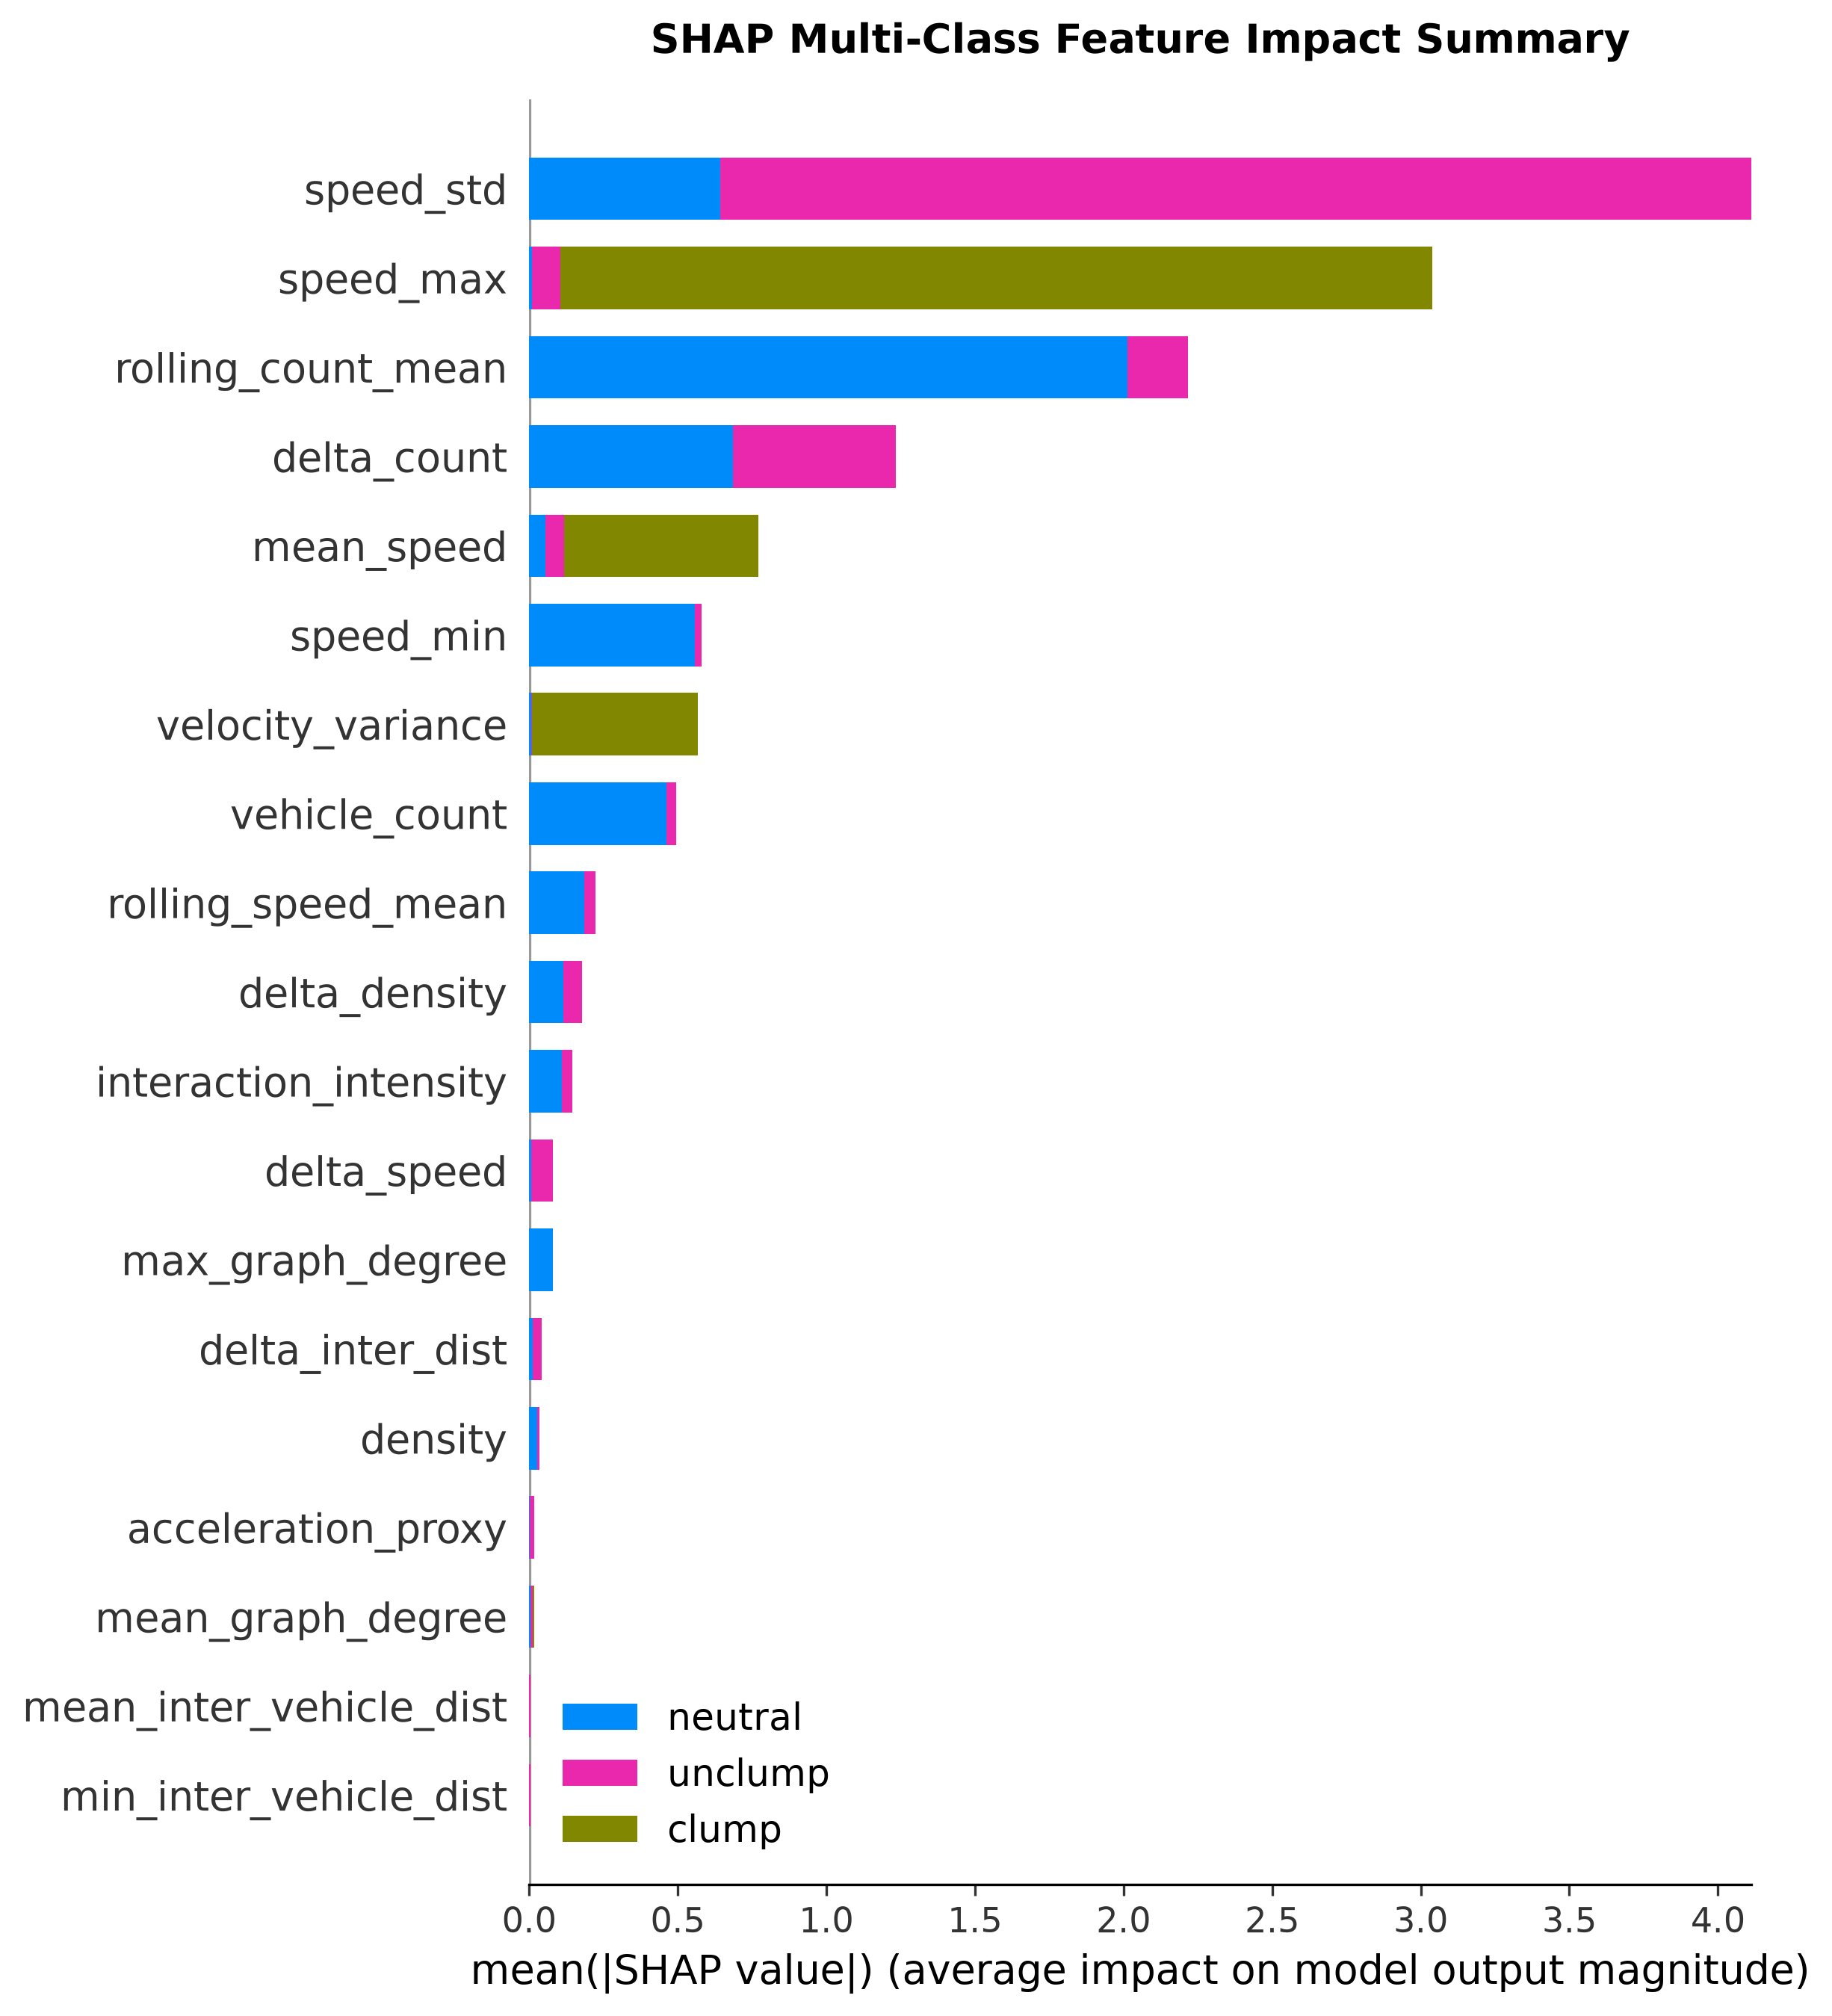 SHAP Multi-Class Feature Impact Summary
speed_std
speed_max
rolling_count_mean
delta_count
mean_speed
speed_min
velocity_variance
vehicle_count
rolling_speed_mean
delta_density
interaction_intensity
delta_speed
max_graph_degree
delta_inter_dist
density
acceleration_proxy
mean_graph_degree
mean_inter_vehicle_dist
min_inter_vehicle_dist
neutral
unclump
clump
0.0 0.5 1.0 1.5 2.0 2.5 3.0 3.5 4.0
mean(|SHAP value|) (average impact on model output magnitude)